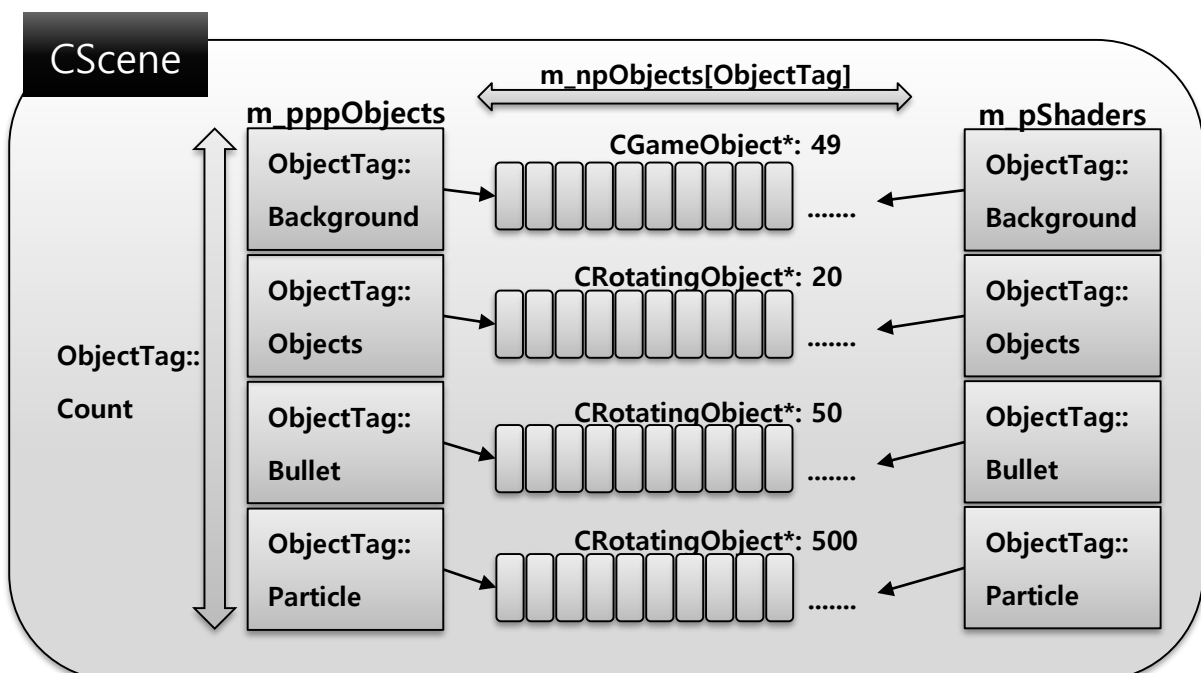 CScene
m_npObjects[ObjectTag]
m_pppObjects
m_pShaders
CGameObject*: 49
ObjectTag::
Background
.......
ObjectTag::
Background
CRotatingObject*: 20
ObjectTag::
Objects
.......
ObjectTag::
Objects
ObjectTag::
Count
CRotatingObject*: 50
ObjectTag::
Bullet
.......
ObjectTag::
Bullet
CRotatingObject*: 500
ObjectTag::
Particle
.......
ObjectTag::
Particle